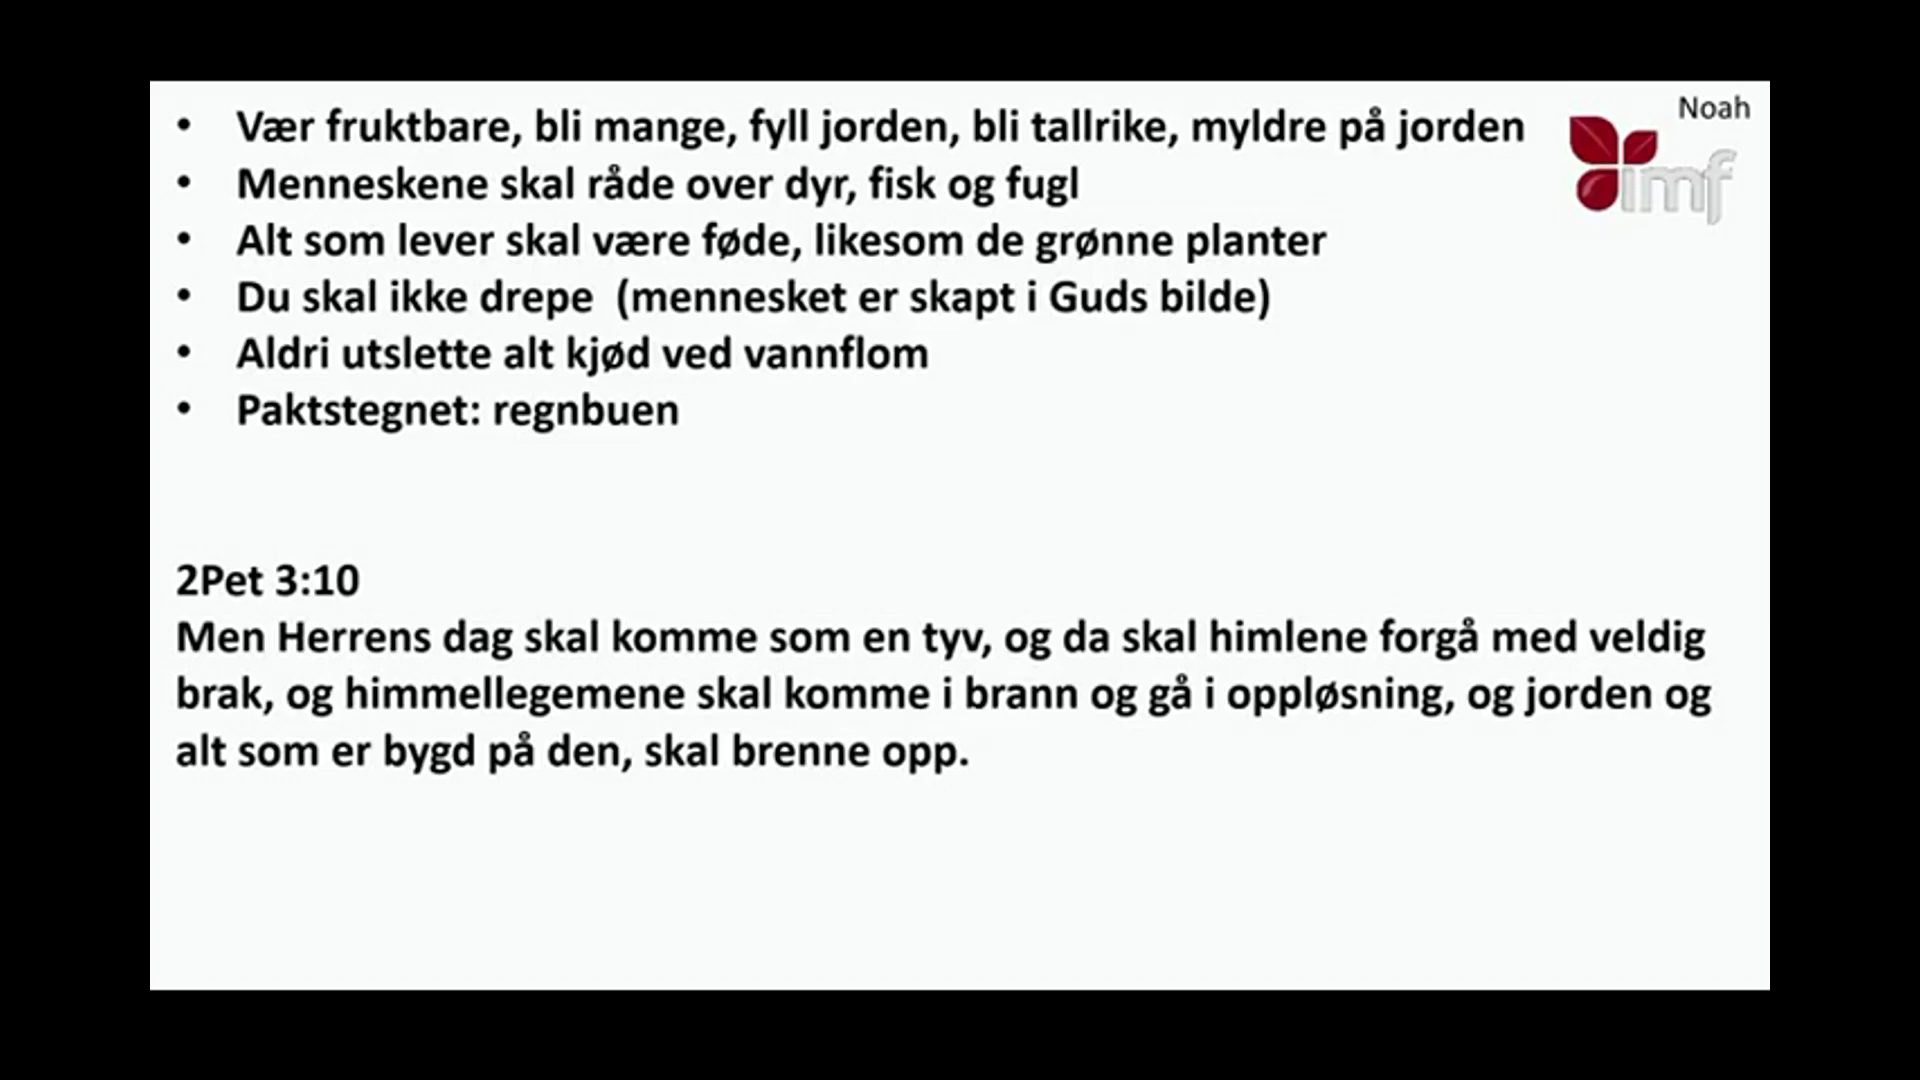 Noah
imf
• Vær fruktbare, bli mange, fyll jorden, bli tallrike, myldre på jorden
• Menneskene skal råde over dyr, fisk og fugl
• Alt som lever skal være føde, likesom de grønne planter
• Du skal ikke drepe  (mennesket er skapt i Guds bilde)
• Aldri utslette alt kjød ved vannflom
• Paktstegnet: regnbuen
2Pet 3:10
Men Herrens dag skal komme som en tyv, og da skal himlene forgå med veldig
brak, og himmellegemene skal komme i brann og gå i oppløsning, og jorden og
alt som er bygd på den, skal brenne opp.